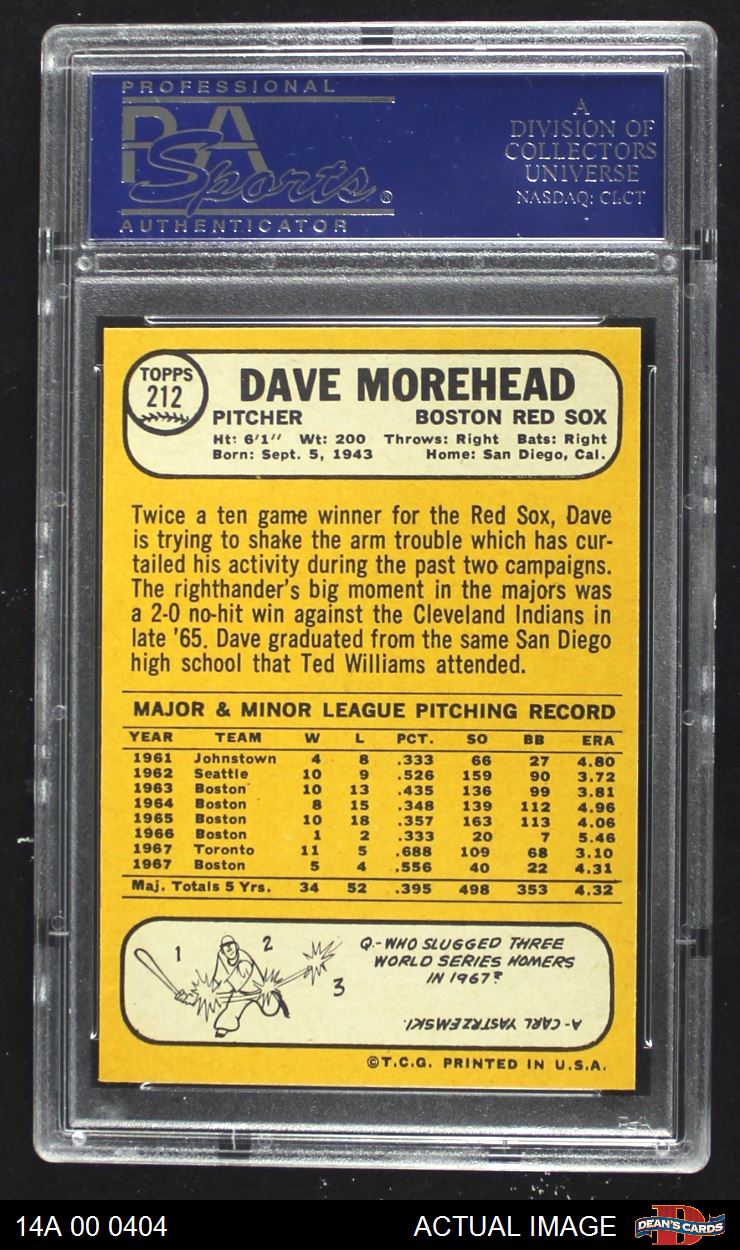 PROFESSIONAL
PSA
Sports®
AUTHENTICATOR
A
DIVISION OF
COLLECTORS
UNIVERSE
NASDAQ: CLCT
TOPPS
212
DAVE MOREHEAD
PITCHER BOSTON RED SOX
Ht: 6'1" Wt: 200 Throws: Right Bats: Right
Born: Sept. 5, 1943 Home: San Diego, Cal.
Twice a ten game winner for the Red Sox, Dave
is trying to shake the arm trouble which has cur-
tailed his activity during the past two campaigns.
The righthander's big moment in the majors was
a 2-0 no-hit win against the Cleveland Indians in
late '65. Dave graduated from the same San Diego
high school that Ted Williams attended.
MAJOR & MINOR LEAGUE PITCHING RECORD
YEAR TEAM W L PCT. SO BB ERA
1961 Johnstown 4 8 .333 66 27 4.80
1962 Seattle 10 9 .526 159 90 3.72
1963 Boston 10 13 .435 136 99 3.81
1964 Boston 8 15 .348 139 112 4.96
1965 Boston 10 18 .357 163 113 4.06
1966 Boston 1 2 .333 20 7 5.46
1967 Toronto 11 5 .688 109 68 3.10
1967 Boston 5 4 .556 40 22 4.31
Maj. Totals 5 Yrs. 34 52 .395 498 353 4.32
1 2 3
Q.-WHO SLUGGED THREE
WORLD SERIES HOMERS
IN 1967?
A-CARL YASTRZEMSKI.
©T.C.G. PRINTED IN U.S.A.
PSA
14A 00 0404 ACTUAL IMAGE
DEAN'S CARDS